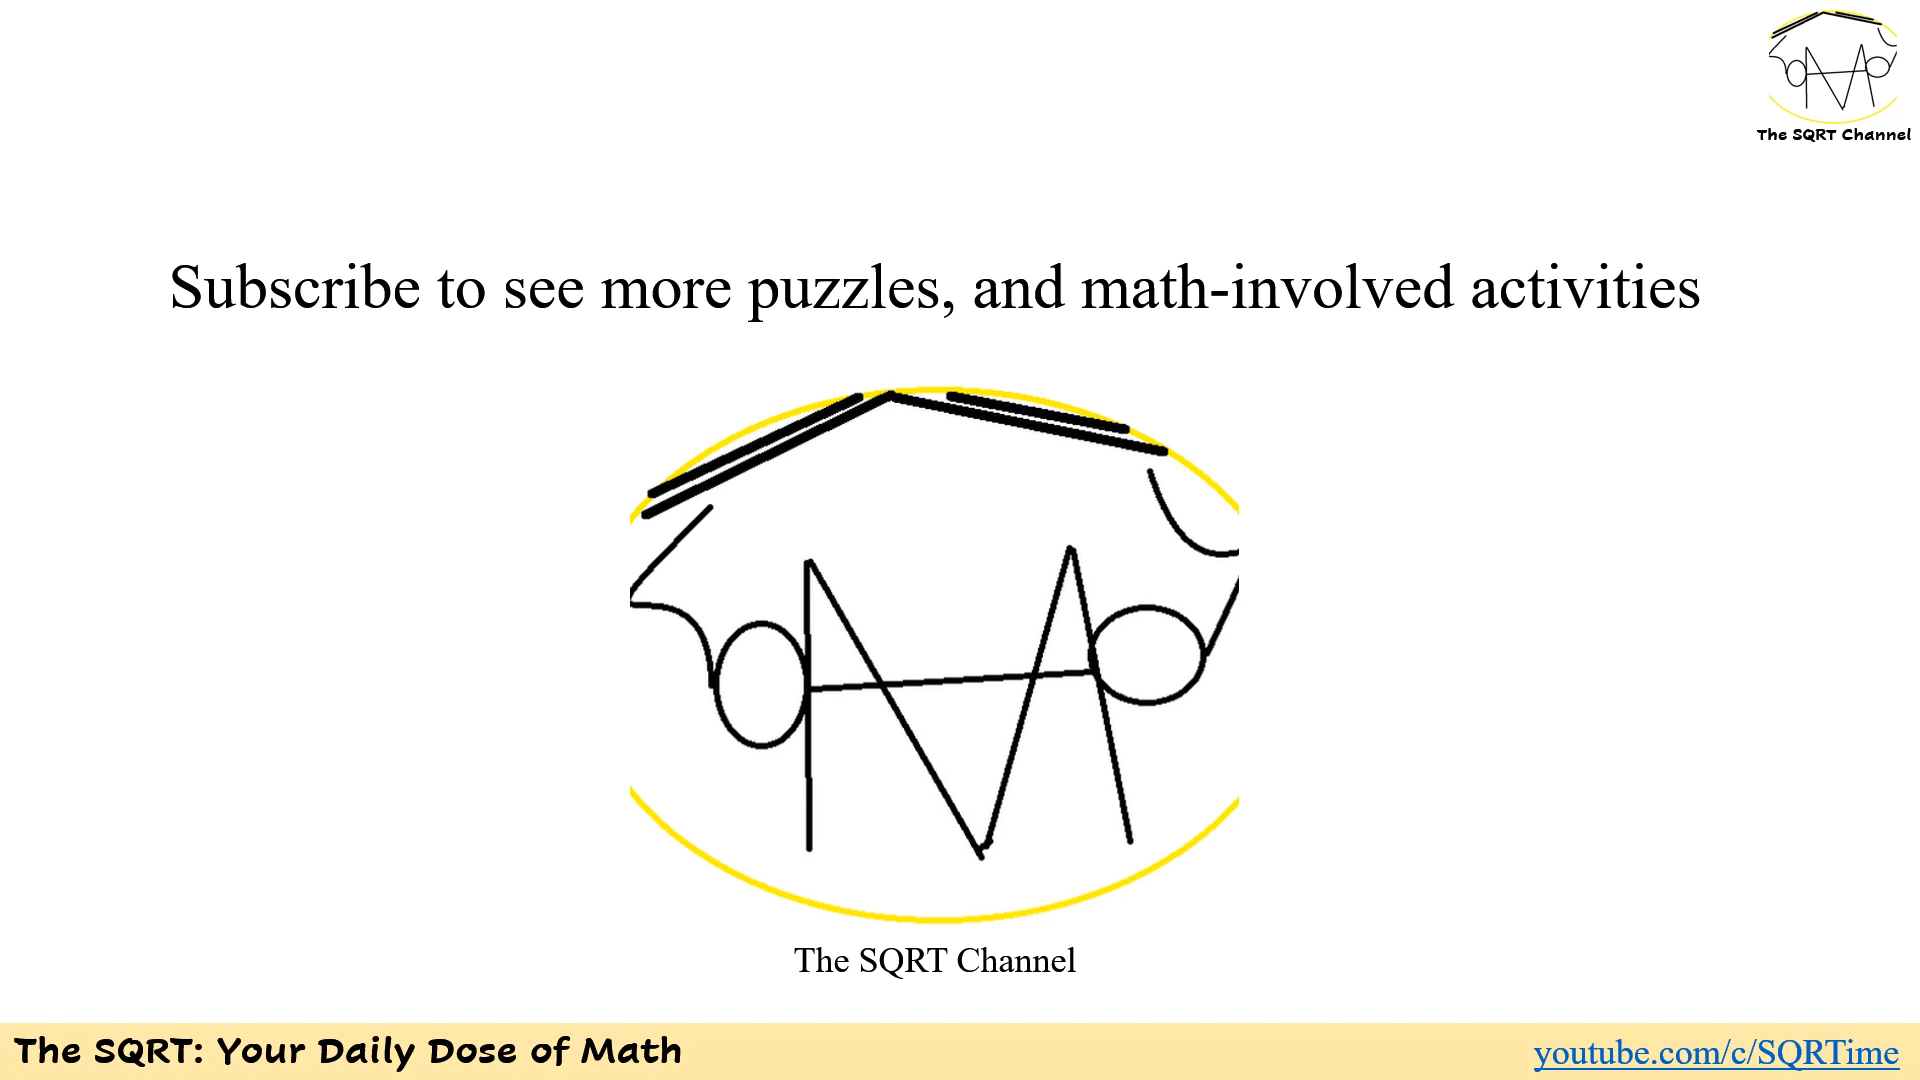 The SQRT Channel
Subscribe to see more puzzles, and math-involved activities
The SQRT Channel
The SQRT: Your Daily Dose of Math
youtube.com/c/SQRTime